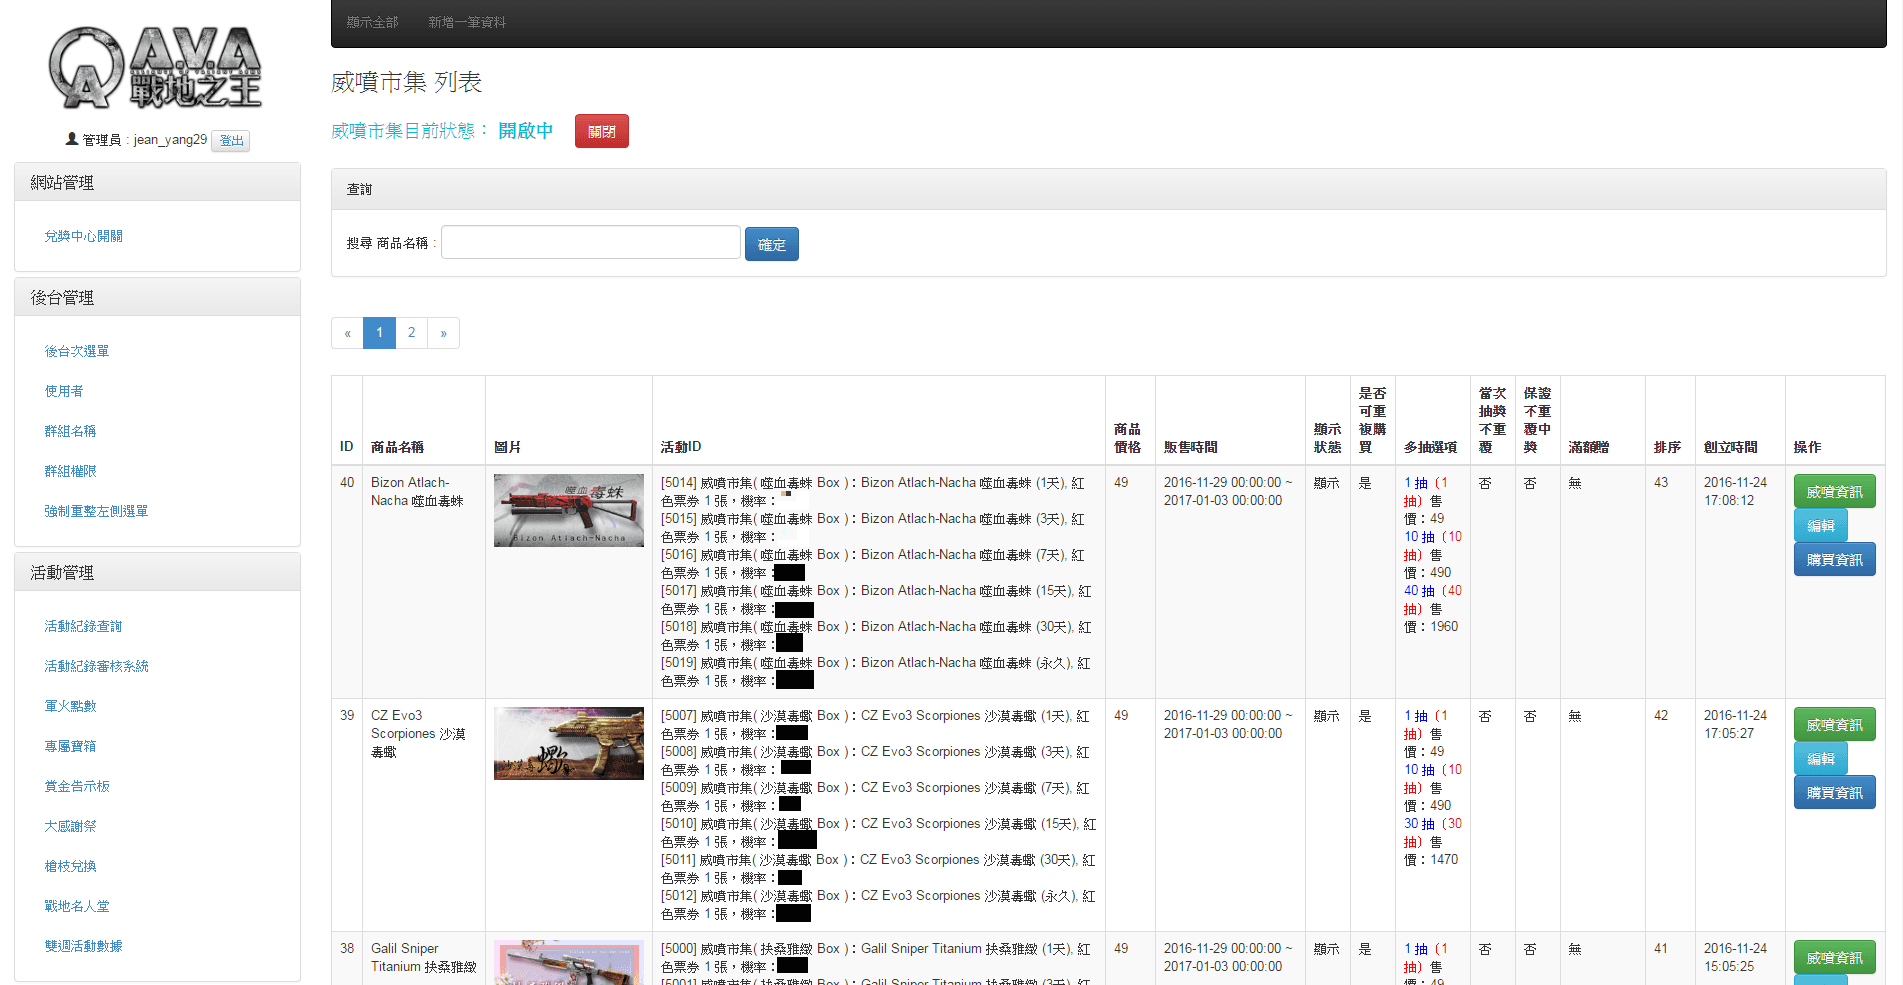 A.V.A
戰地之王
管理員 : jean_yang29 登出
網站管理
兌獎中心開關
後台管理
後台次選單
使用者
群組名稱
群組權限
強制重整左側選單
活動管理
活動紀錄查詢
活動紀錄審核系統
軍火點數
專屬寶箱
賞金告示板
大感謝祭
槍枝兌換
戰地名人堂
雙週活動數據
顯示全部 新增一筆資料
威噴市集 列表
威噴市集目前狀態： 開啟中 關閉
查詢
搜尋 商品名稱 : 確定
« 1 2 »
ID 商品名稱 圖片 活動ID 商品價格 販售時間 顯示狀態 是否可重複購買 多抽選項 當次抽獎不重覆 保證不重覆中獎 滿額贈 排序 創立時間 操作
40
Bizon Atlach-
Nacha 噬血毒蛛
噬血毒蛛
Bizon Atlach-Nacha
[5014] 威噴市集( 噬血毒蛛 Box )：Bizon Atlach-Nacha 噬血毒蛛 (1天), 紅
色票券 1 張，機率：
[5015] 威噴市集( 噬血毒蛛 Box )：Bizon Atlach-Nacha 噬血毒蛛 (3天), 紅
色票券 1 張，機率：
[5016] 威噴市集( 噬血毒蛛 Box )：Bizon Atlach-Nacha 噬血毒蛛 (7天), 紅
色票券 1 張，機率：
[5017] 威噴市集( 噬血毒蛛 Box )：Bizon Atlach-Nacha 噬血毒蛛 (15天), 紅
色票券 1 張，機率：
[5018] 威噴市集( 噬血毒蛛 Box )：Bizon Atlach-Nacha 噬血毒蛛 (30天), 紅
色票券 1 張，機率：
[5019] 威噴市集( 噬血毒蛛 Box )：Bizon Atlach-Nacha 噬血毒蛛 (永久), 紅
色票券 1 張，機率：
49
2016-11-29 00:00:00 ~
2017-01-03 00:00:00
顯示
是
1 抽（1
抽）售
價：49
10 抽（10
抽）售
價：490
40 抽（40
抽）售
價：1960
否
否
無
43
2016-11-24
17:08:12
威噴資訊
編輯
購買資訊
39
CZ Evo3
Scorpiones 沙漠
毒蠍
[5007] 威噴市集( 沙漠毒蠍 Box )：CZ Evo3 Scorpiones 沙漠毒蠍 (1天), 紅
色票券 1 張，機率：
[5008] 威噴市集( 沙漠毒蠍 Box )：CZ Evo3 Scorpiones 沙漠毒蠍 (3天), 紅
色票券 1 張，機率：
[5009] 威噴市集( 沙漠毒蠍 Box )：CZ Evo3 Scorpiones 沙漠毒蠍 (7天), 紅
色票券 1 張，機率：
[5010] 威噴市集( 沙漠毒蠍 Box )：CZ Evo3 Scorpiones 沙漠毒蠍 (15天), 紅
色票券 1 張，機率：
[5011] 威噴市集( 沙漠毒蠍 Box )：CZ Evo3 Scorpiones 沙漠毒蠍 (30天), 紅
色票券 1 張，機率：
[5012] 威噴市集( 沙漠毒蠍 Box )：CZ Evo3 Scorpiones 沙漠毒蠍 (永久), 紅
色票券 1 張，機率：
49
2016-11-29 00:00:00 ~
2017-01-03 00:00:00
顯示
是
1 抽（1
抽）售
價：49
10 抽（10
抽）售
價：490
30 抽（30
抽）售
價：1470
否
否
無
42
2016-11-24
17:05:27
威噴資訊
編輯
購買資訊
38
Galil Sniper
Titanium 扶桑雅緻
[5000] 威噴市集( 扶桑雅緻 Box )：Galil Sniper Titanium 扶桑雅緻 (1天), 紅
色票券 1 張，機率：
[5001] 威噴市集( 扶桑雅緻 Box )：Galil Sniper Titanium 扶桑雅緻 (3天), 紅
49
2016-11-29 00:00:00 ~
2017-01-03 00:00:00
顯示
是
1 抽（1
抽）售
價：49
否
否
無
41
2016-11-24
15:05:25
威噴資訊